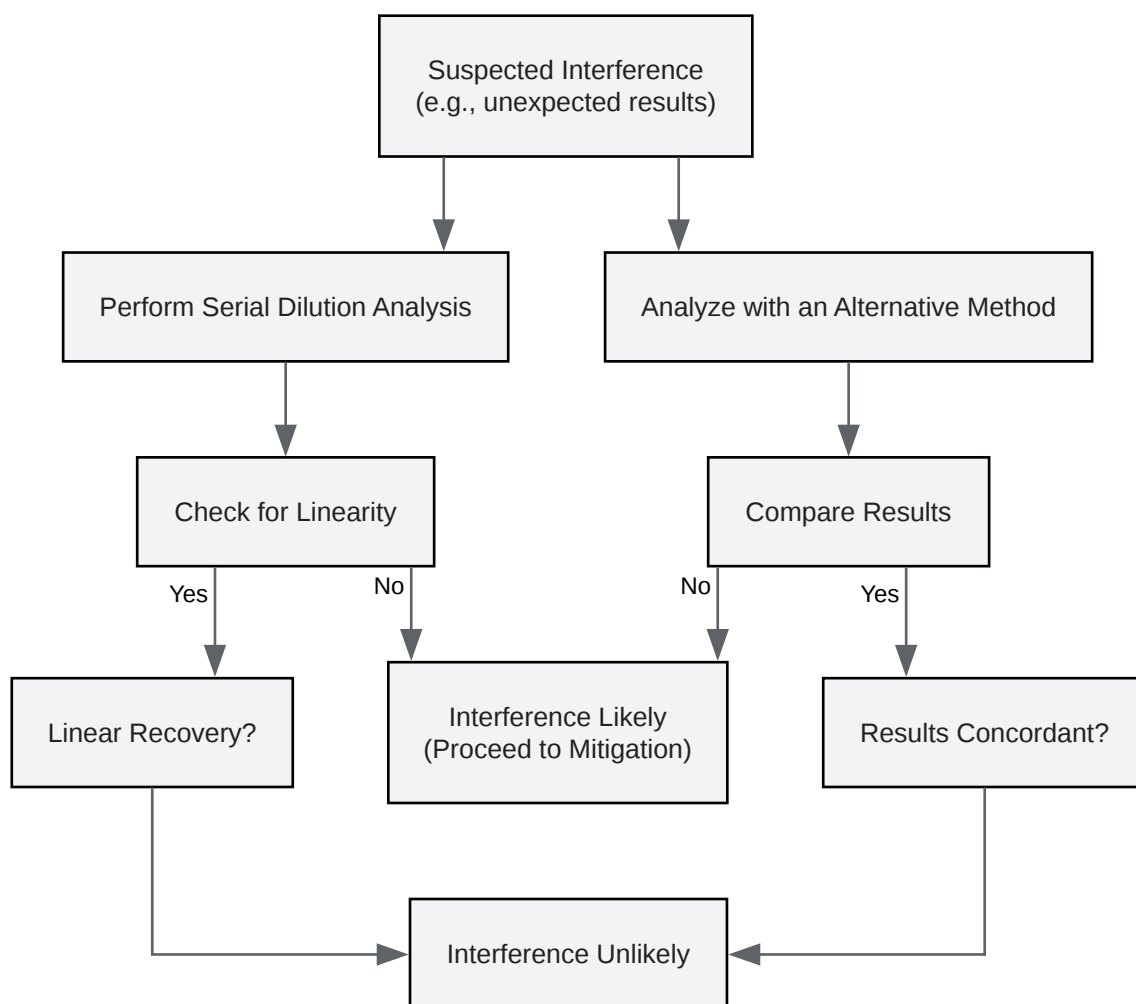 Suspected Interference
(e.g., unexpected results)
Perform Serial Dilution Analysis
Analyze with an Alternative Method
Check for Linearity
Compare Results
Yes
No
No
Yes
Linear Recovery?
Interference Likely
(Proceed to Mitigation)
Results Concordant?
Interference Unlikely